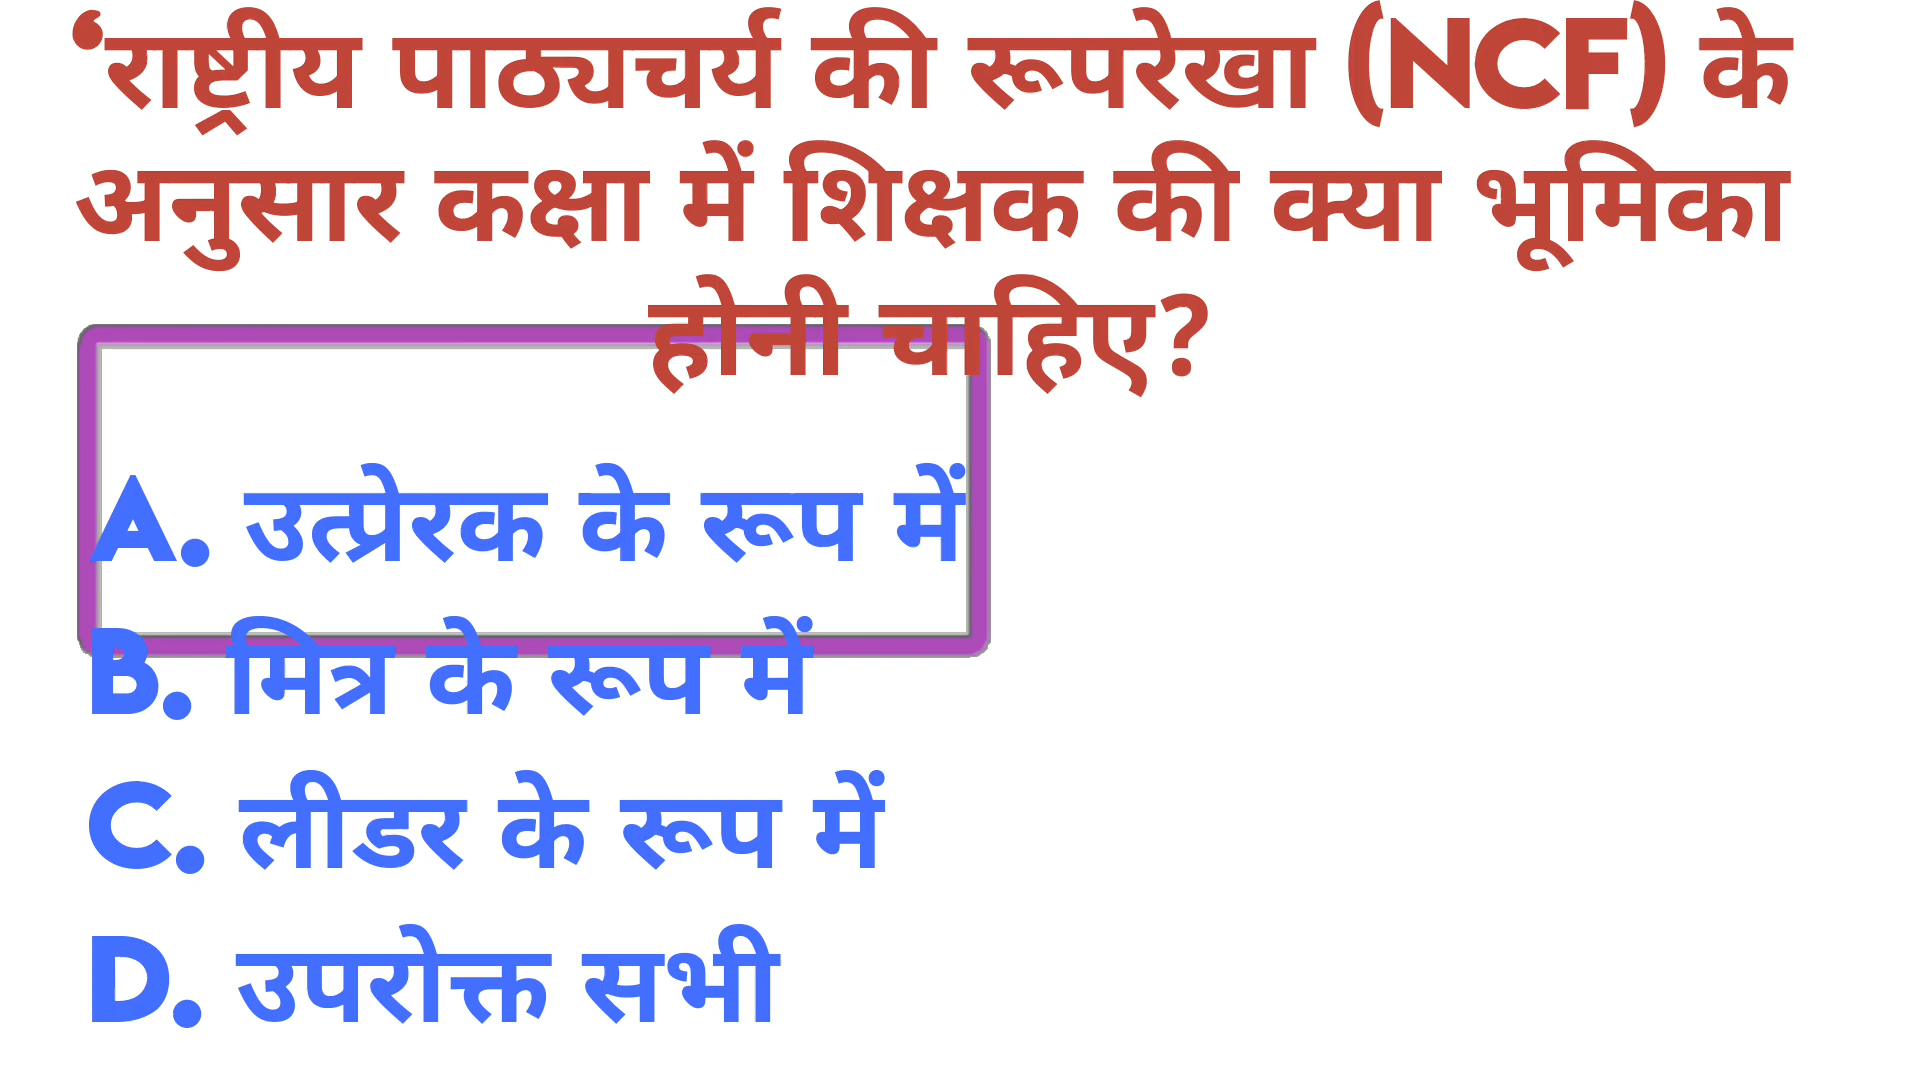 ‘राष्ट्रीय पाठ्यचर्य की रूपरेखा (NCF) के
अनुसार कक्षा में शिक्षक की क्या भूमिका
होनी चाहिए?
A. उत्प्रेरक के रूप में
B. मित्र के रूप में
C. लीडर के रूप में
D. उपरोक्त सभी